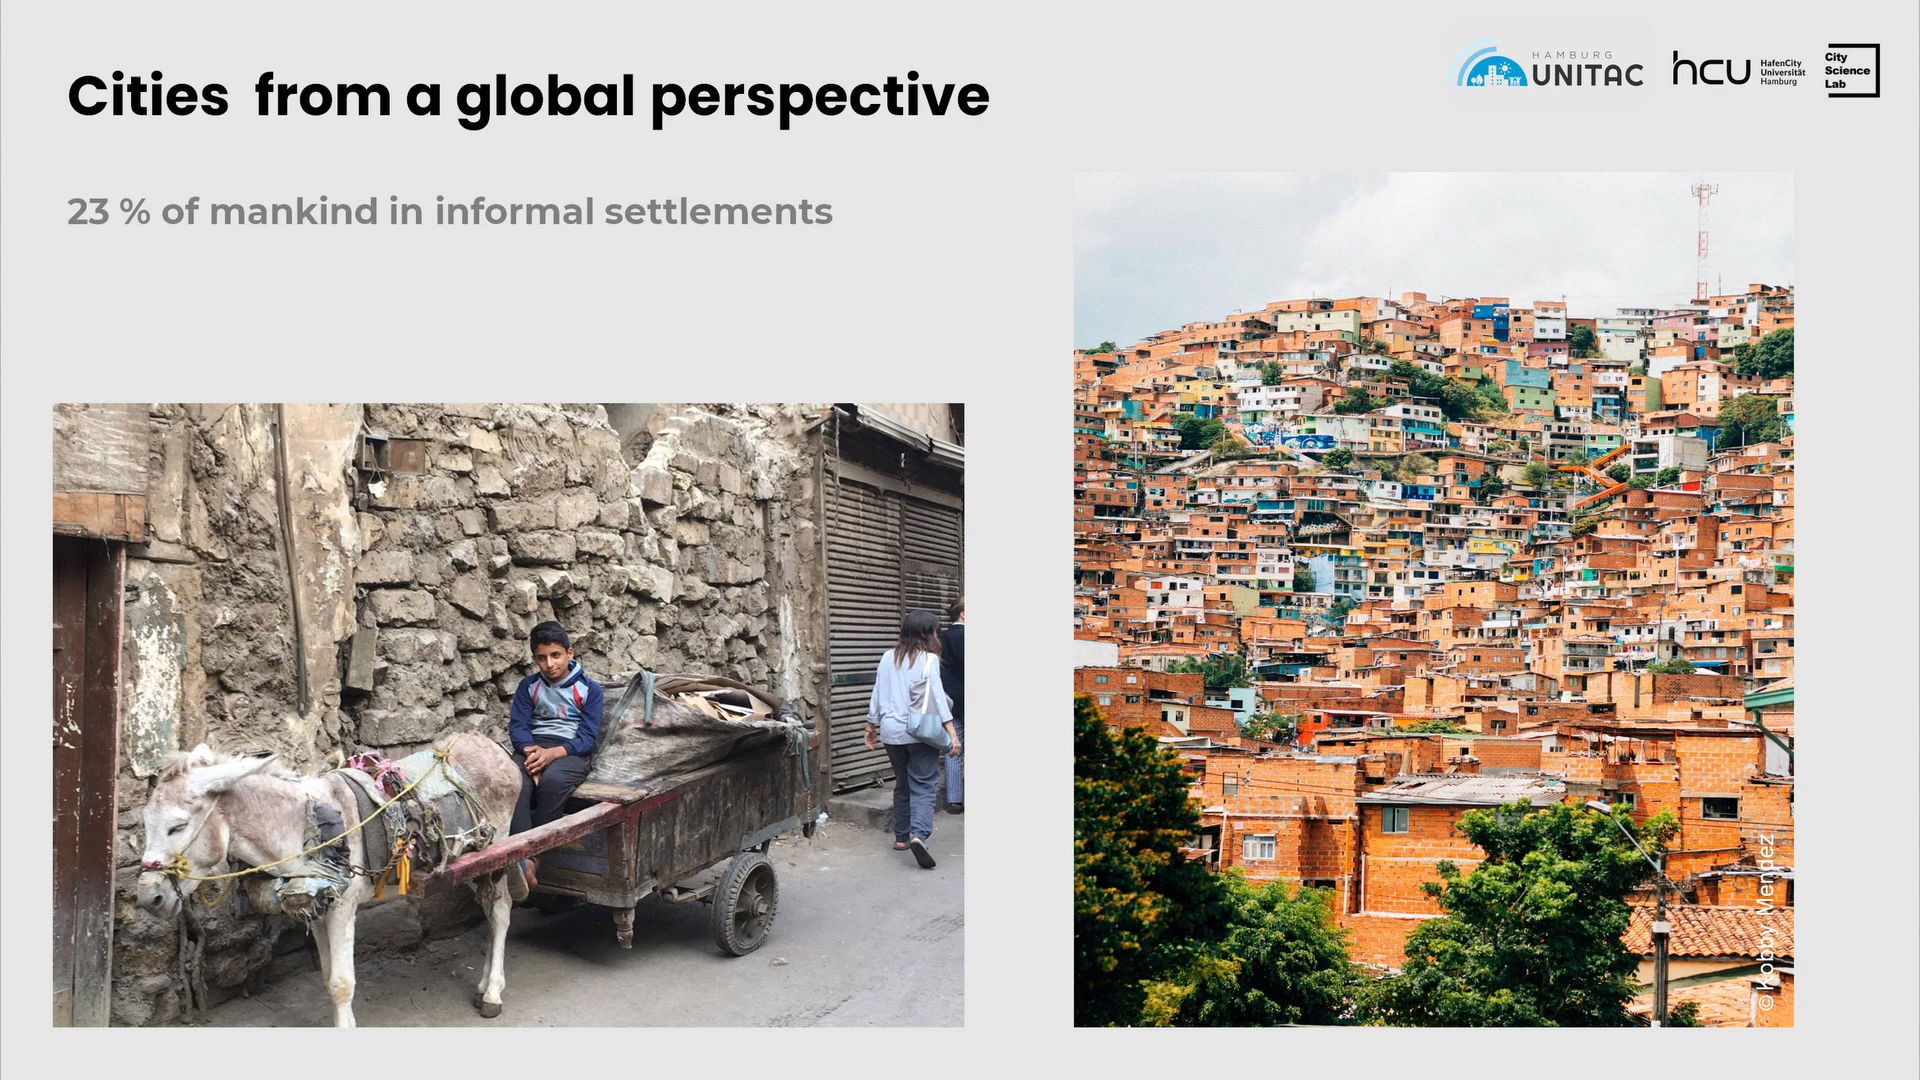 Cities  from a global perspective
HAMBURG
UNITAC
hcu
HafenCity
Universität
Hamburg
City
Science
Lab
23 % of mankind in informal settlements
© Kobby Mendez